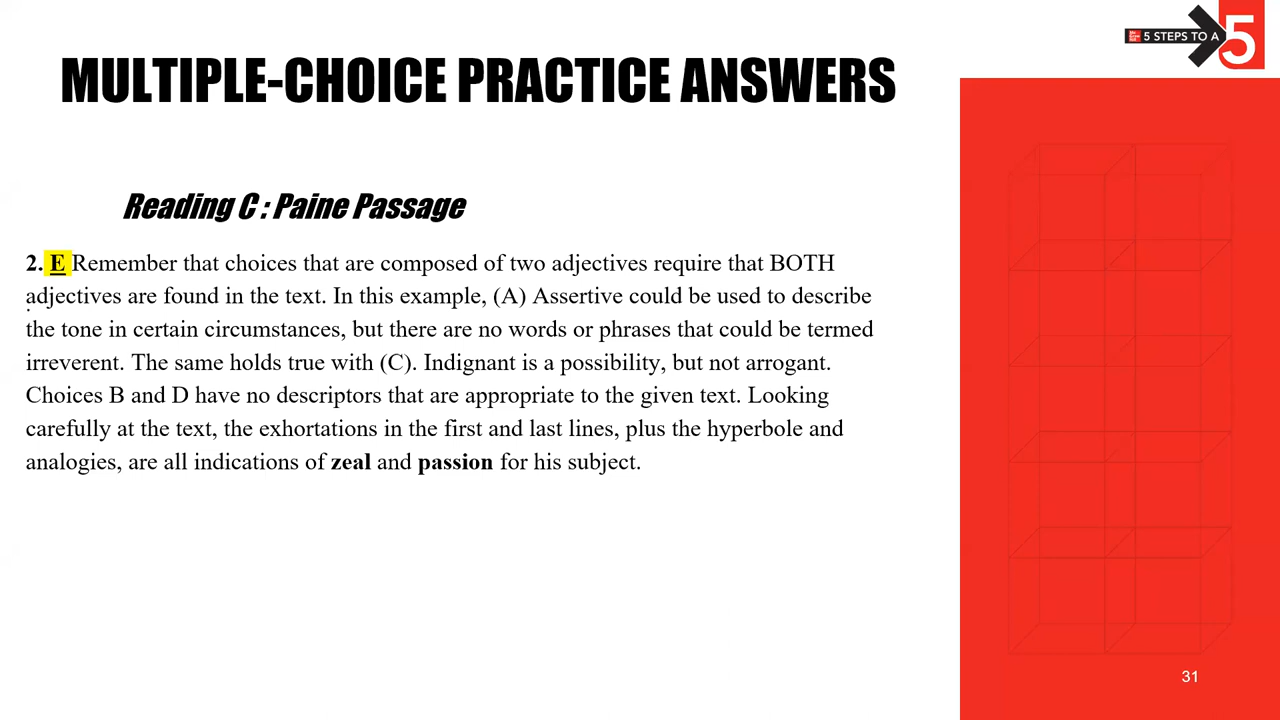 5 STEPS TO A 5
MULTIPLE-CHOICE PRACTICE ANSWERS
Reading C : Paine Passage
2. E Remember that choices that are composed of two adjectives require that BOTH
adjectives are found in the text. In this example, (A) Assertive could be used to describe
the tone in certain circumstances, but there are no words or phrases that could be termed
irreverent. The same holds true with (C). Indignant is a possibility, but not arrogant.
Choices B and D have no descriptors that are appropriate to the given text. Looking
carefully at the text, the exhortations in the first and last lines, plus the hyperbole and
analogies, are all indications of zeal and passion for his subject.
31